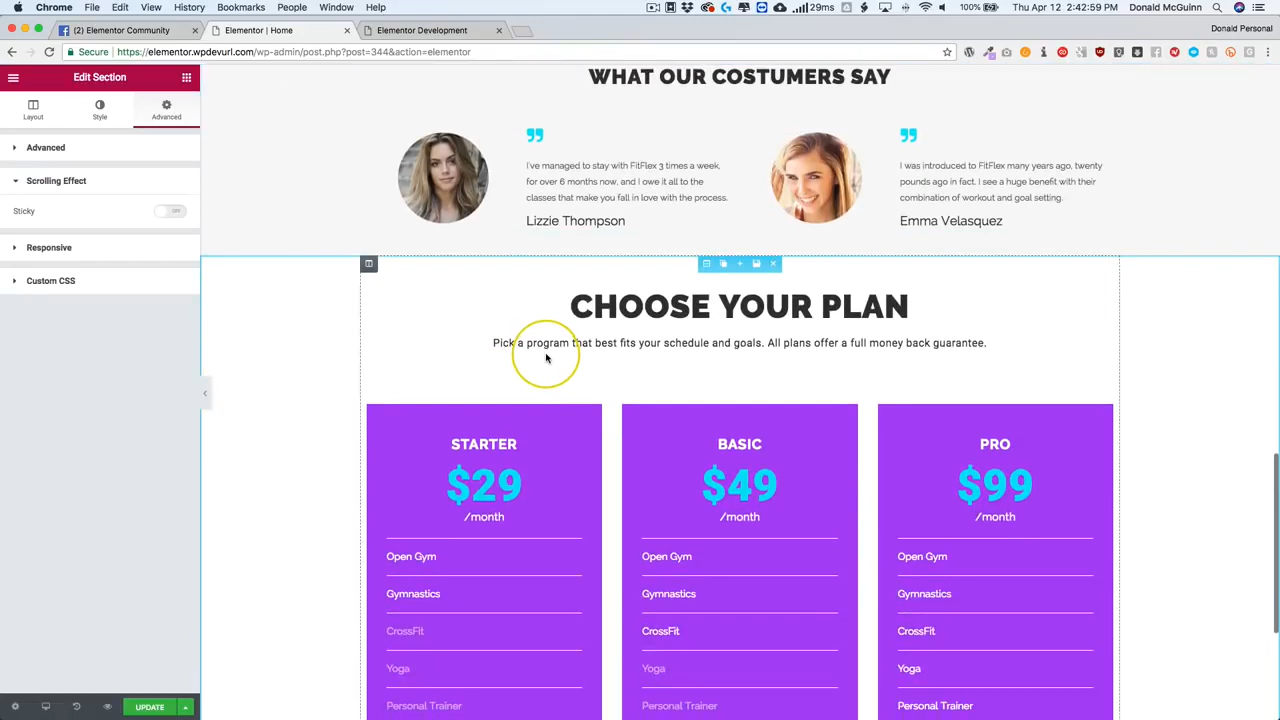 Chrome File Edit View History Bookmarks People Window Help
29ms 100% Thu Apr 12 2:42:59 PM Donald McGuinn
(2) Elementor Community
Elementor | Home
Elementor Development
Donald Personal
Secure https://elementor.wpdevurl.com/wp-admin/post.php?post=344&action=elementor
Edit Section
Layout Style Advanced
Advanced
Scrolling Effect
Sticky OFF
Responsive
Custom CSS
UPDATE
WHAT OUR COSTUMERS SAY
I've managed to stay with FitFlex 3 times a week,
for over 6 months now, and I owe it all to the
classes that make you fall in love with the process.
Lizzie Thompson
I was introduced to FitFlex many years ago, twenty
pounds ago in fact. I see a huge benefit with their
combination of workout and goal setting.
Emma Velasquez
CHOOSE YOUR PLAN
Pick a program that best fits your schedule and goals. All plans offer a full money back guarantee.
STARTER
$29
/month
Open Gym
Gymnastics
CrossFit
Yoga
Personal Trainer
BASIC
$49
/month
Open Gym
Gymnastics
CrossFit
Yoga
Personal Trainer
PRO
$99
/month
Open Gym
Gymnastics
CrossFit
Yoga
Personal Trainer